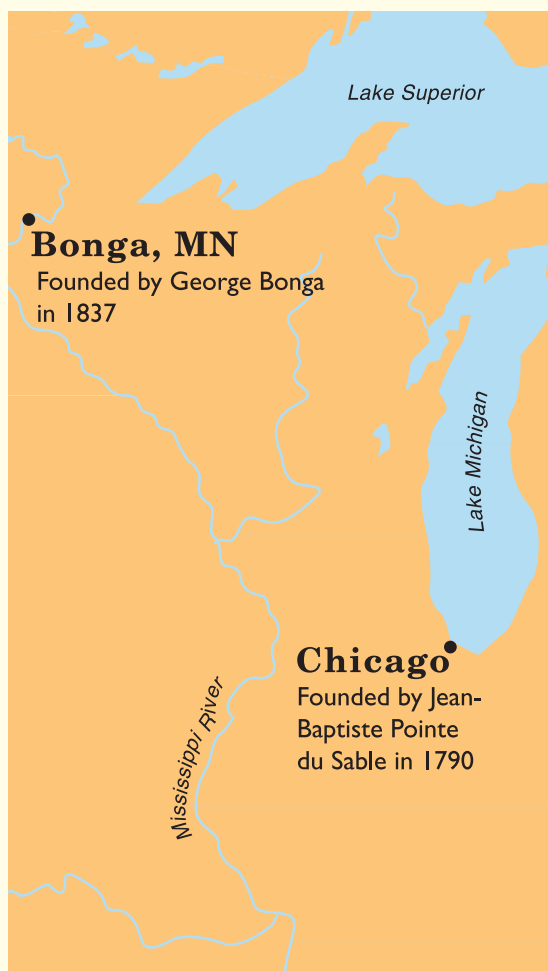 Lake Superior
Bonga, MN
Founded by George Bonga
in 1837
Lake Michigan
Chicago
Founded by Jean-
Baptiste Pointe
du Sable in 1790
Mississippi River